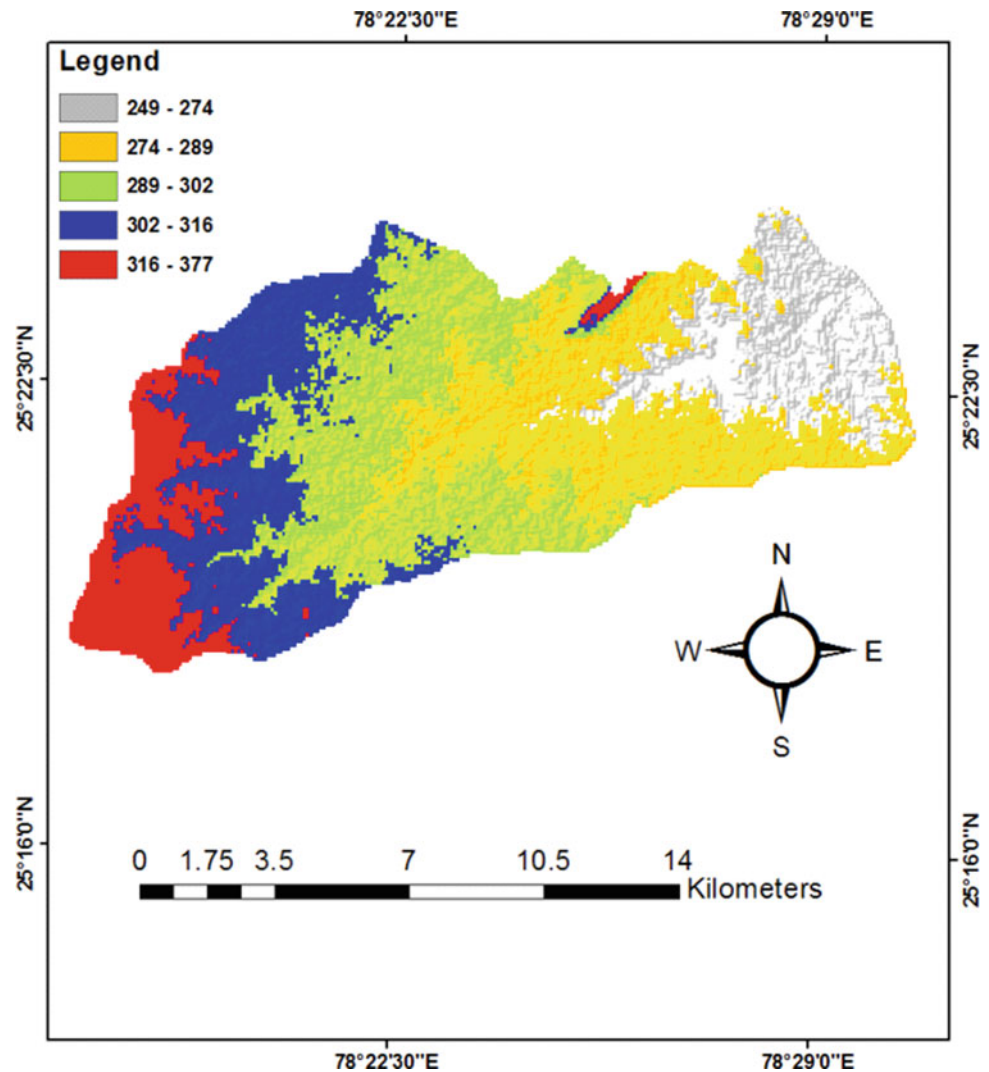 78°22'30"E
78°29'0"E
Legend
249 - 274
274 - 289
289 - 302
302 - 316
316 - 377
25°22'30"N
25°22'30"N
N
W
E
S
25°16'0"N
25°16'0"N
0 1.75 3.5 7 10.5 14
Kilometers
78°22'30"E
78°29'0"E